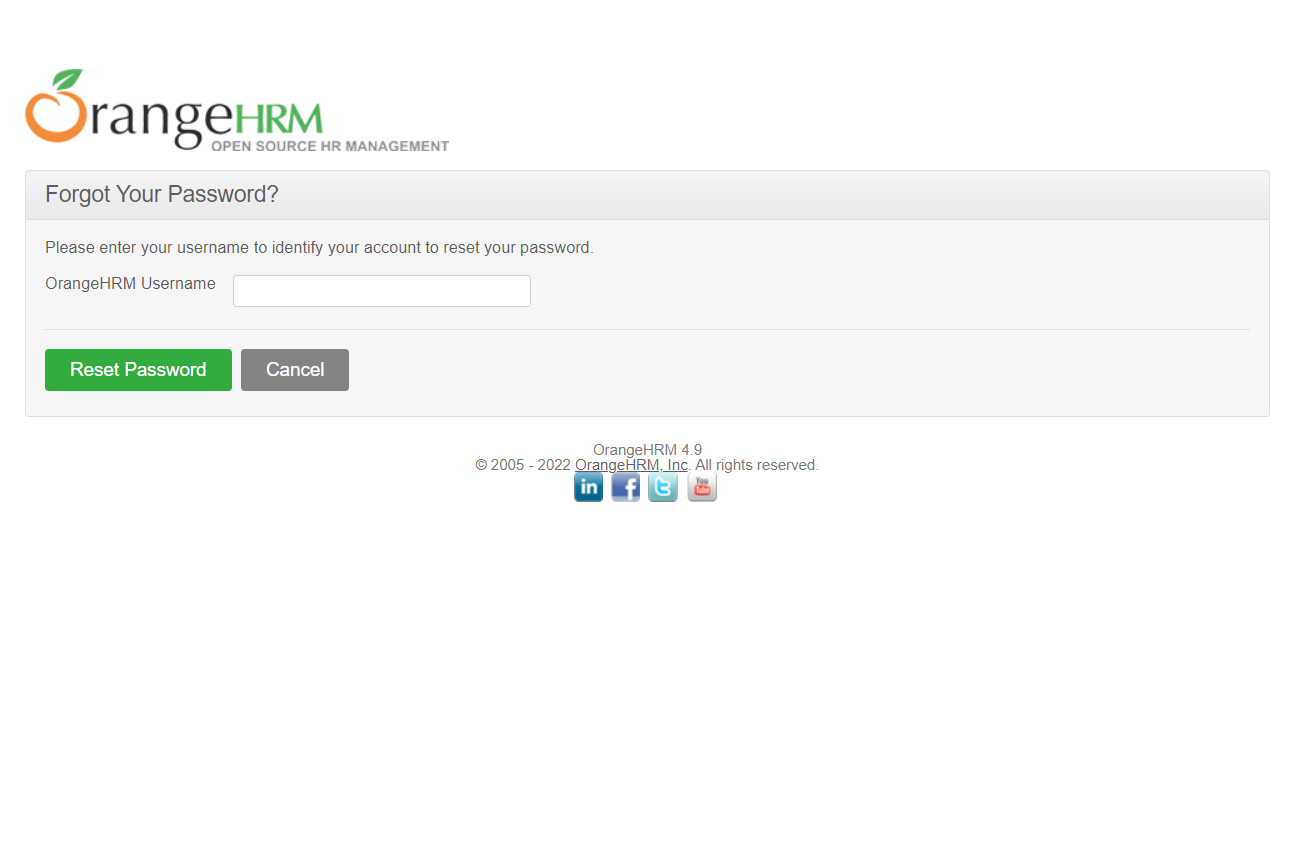 OrangeHRM
OPEN SOURCE HR MANAGEMENT
Forgot Your Password?
Please enter your username to identify your account to reset your password.
OrangeHRM Username
Reset Password Cancel
OrangeHRM 4.9
© 2005 - 2022 OrangeHRM, Inc. All rights reserved.
in f t You Tube